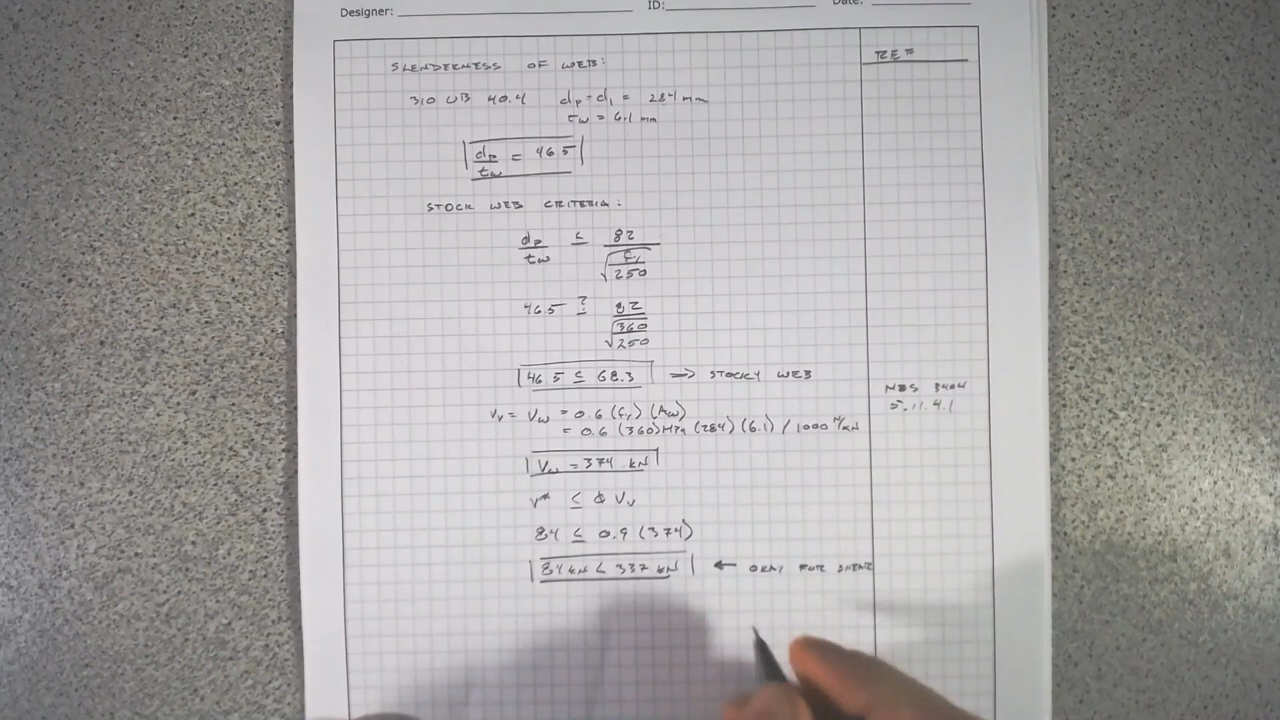 Designer: ID: Date:
REF
SLENDERNESS OF WEB:
310 UB 40.4 dp = d1 = 284 mm
tw = 6.1 mm
dp/tw = 46.5
STOCK WEB CRITERIA:
dp/tw ≤ 82/√(fy/250)
46.5 ≤? 82/√(360/250)
46.5 ≤ 68.3 => STOCKY WEB
NZS 3404
5.11.4.1
Vv = Vw = 0.6 (fy) (Aw)
= 0.6 (360)MPa (284) (6.1) / 1000 N/kN
Vw = 374 kN
V* ≤ φ Vv
84 ≤ 0.9 (374)
84 kN < 337 kN ← OKAY FOR SHEAR